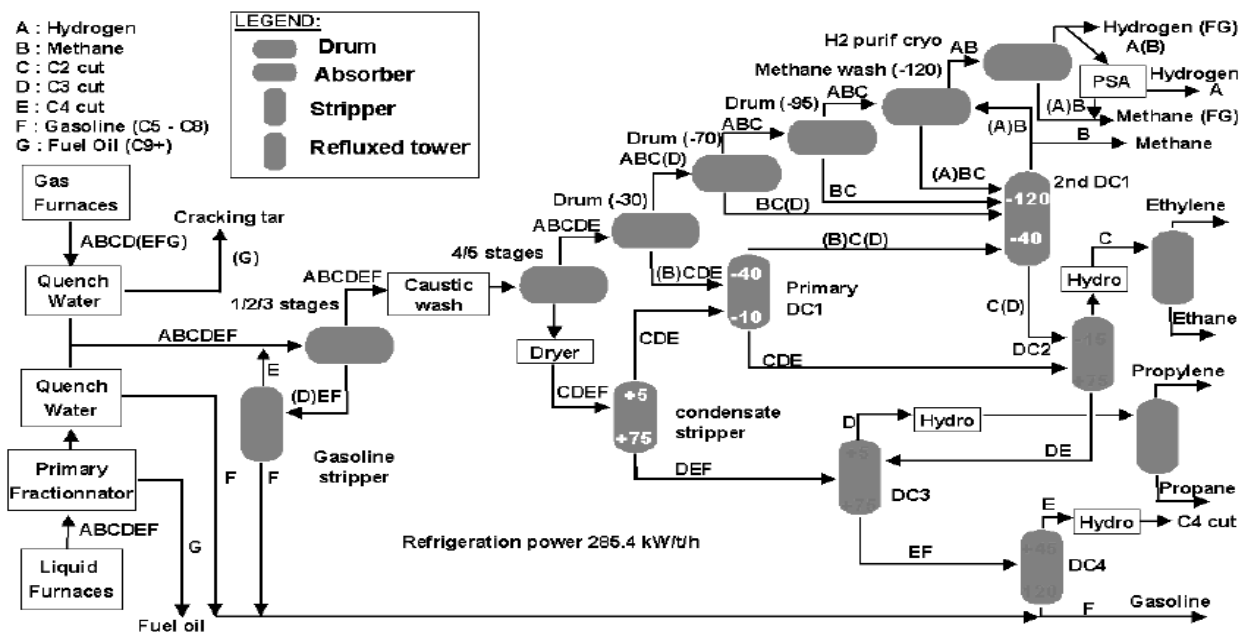 A : Hydrogen
B : Methane
C : C2 cut
D : C3 cut
E : C4 cut
F : Gasoline (C5 - C8)
G : Fuel Oil (C9+)
LEGEND:
Drum
Absorber
Stripper
Refluxed tower
Gas
Furnaces
ABCD(EFG)
Cracking tar
(G)
Quench
Water
ABCDEF
Quench
Water
Primary
Fractionnator
ABCDEF
Liquid
Furnaces
G
Fuel oil
F
F
E
(D)EF
Gasoline
stripper
1/2/3 stages
ABCDEF
Caustic
wash
4/5 stages
ABCDE
Dryer
CDEF
+5
+75
condensate
stripper
CDE
DEF
Drum (-30)
ABC(D)
(B)CDE
-40
-10
Primary
DC1
(B)C(D)
CDE
Drum (-70)
ABC
BC(D)
Drum (-95)
ABC
BC
Methane wash (-120)
AB
(A)BC
H2 purif cryo
Hydrogen (FG)
A(B)
PSA
Hydrogen
A
(A)B
Methane (FG)
(A)B
B
Methane
2nd DC1
-120
-40
C(D)
DC2
-15
+75
Hydro
C
Ethylene
Ethane
DE
D
Hydro
+5
+75
DC3
Propylene
Propane
EF
E
Hydro
C4 cut
+45
120
DC4
F
Gasoline
Refrigeration power 285.4 kW/t/h